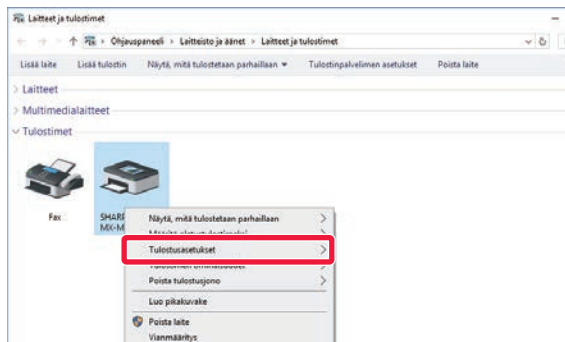 Laitteet ja tulostimet
Ohjauspaneeli › Laitteisto ja äänet › Laitteet ja tulostimet
Lisää laite Lisää tulostin Näytä, mitä tulostetaan parhaillaan Tulostinpalvelimen asetukset Poista laite
Laitteet
Multimedialaitteet
Tulostimet
Fax
SHARP
MX-M
Näytä, mitä tulostetaan parhaillaan
Tulostusasetukset
Poista tulostusjono
Luo pikakuvake
Poista laite
Vianmääritys